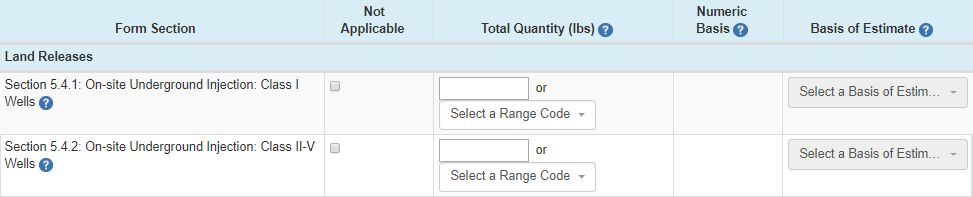 Form Section
Not Applicable
Total Quantity (lbs) ?
Numeric Basis ?
Basis of Estimate ?
Land Releases
Section 5.4.1: On-site Underground Injection: Class I
Wells ?
or
Select a Range Code
Select a Basis of Estim...
Section 5.4.2: On-site Underground Injection: Class II-V
Wells ?
or
Select a Range Code
Select a Basis of Estim...